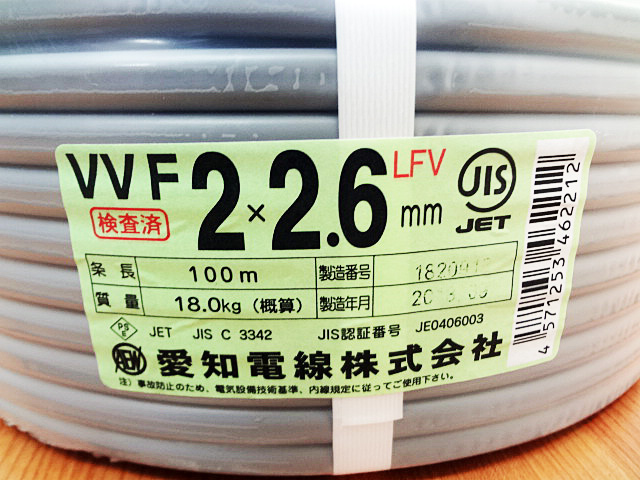 VVF 2×2.6 mm LFV
検査済
JIS
JET
条長 100m 製造番号
質量 18.0kg (概算) 製造年月
PS
E
JET JIS C 3342 JIS認証番号 JE0406003
AEW 愛知電線株式会社
注）事故防止のため、電気設備技術基準、内線規定に従ってご使用下さい。
4571253462212